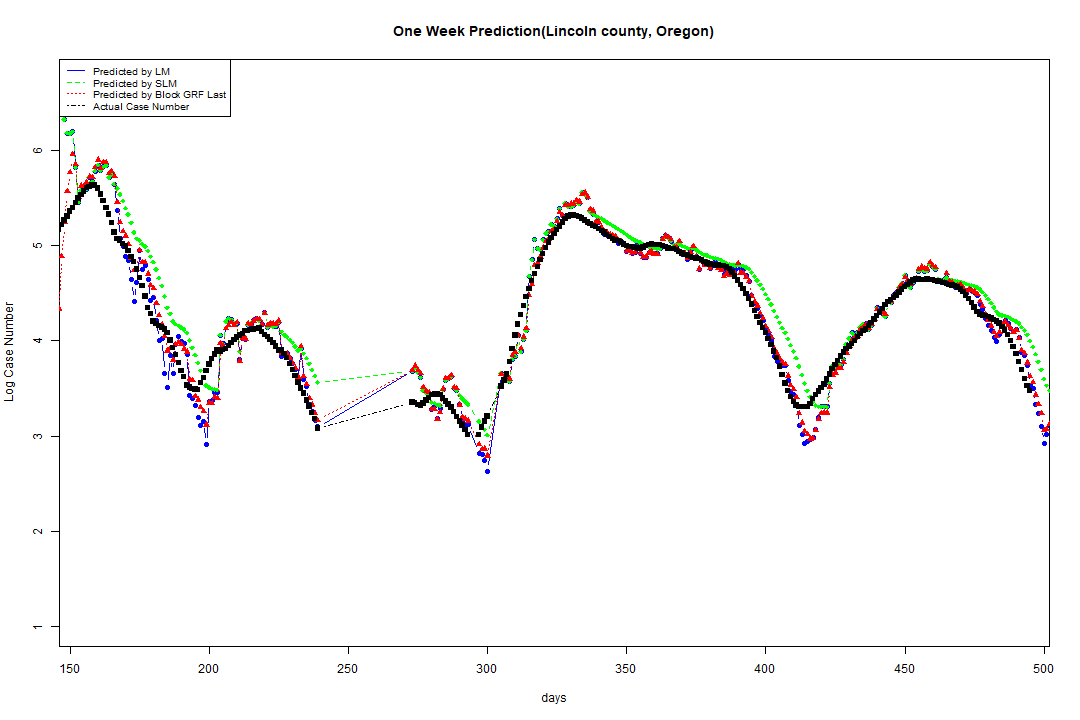 One Week Prediction(Lincoln county, Oregon)
Predicted by LM
Predicted by SLM
Predicted by Block GRF Last
Actual Case Number
Log Case Number
6
5
4
3
2
1
150 200 250 300 350 400 450 500
days